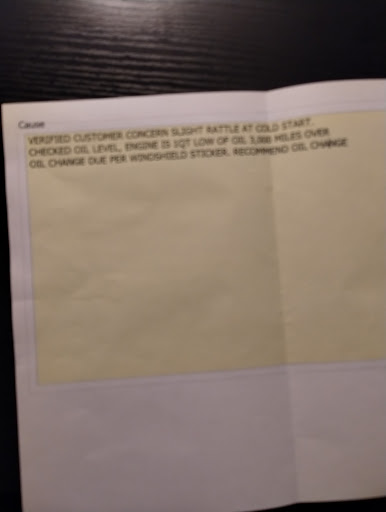 Cause
VERIFIED CUSTOMER CONCERN SLIGHT RATTLE AT COLD START.
CHECKED OIL LEVEL, ENGINE IS 1QT LOW OF OIL 3,000 MILES OVER
OIL CHANGE DUE PER WINDSHIELD STICKER. RECOMMEND OIL CHANGE